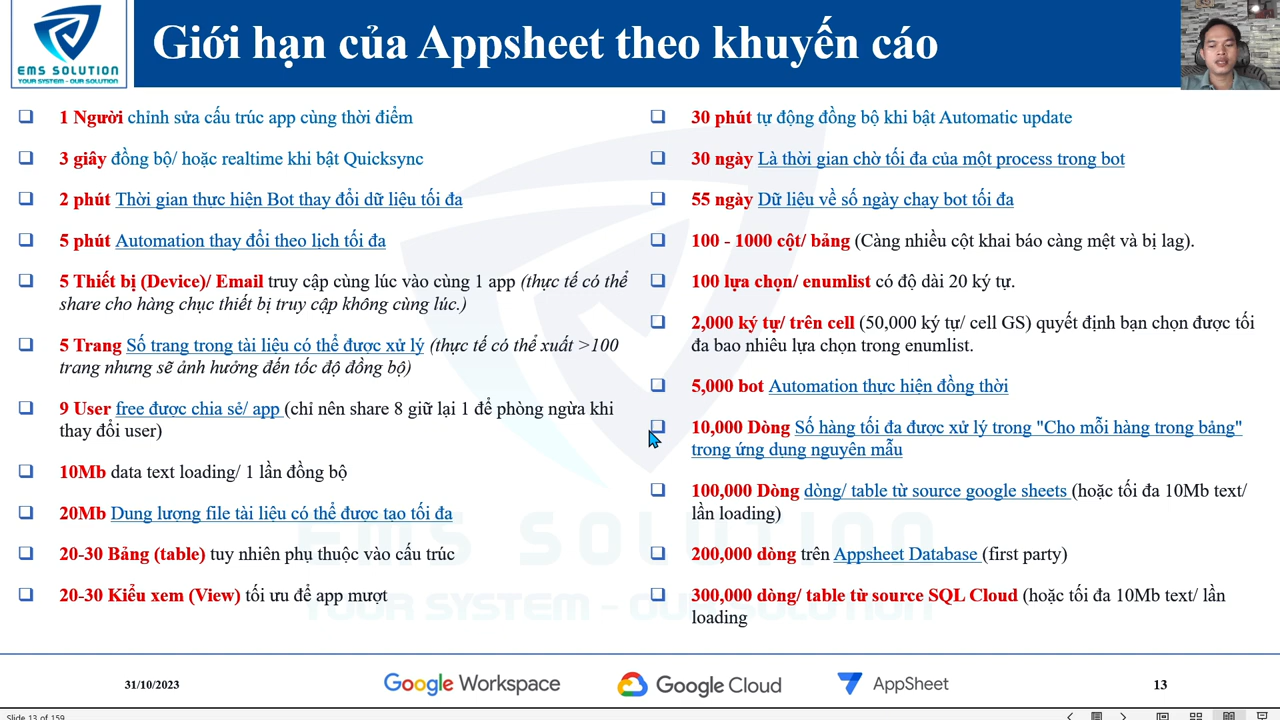 EMS SOLUTION
YOUR SYSTEM - OUR SOLUTION
Giới hạn của Appsheet theo khuyến cáo
1 Người chỉnh sửa cấu trúc app cùng thời điểm
3 giây đồng bộ/ hoặc realtime khi bật Quicksync
2 phút Thời gian thực hiện Bot thay đổi dữ liệu tối đa
5 phút Automation thay đổi theo lịch tối đa
5 Thiết bị (Device)/ Email truy cập cùng lúc vào cùng 1 app (thực tế có thể
share cho hàng chục thiết bị truy cập không cùng lúc.)
5 Trang Số trang trong tài liệu có thể được xử lý (thực tế có thể xuất >100
trang nhưng sẽ ảnh hưởng đến tốc độ đồng bộ)
9 User free được chia sẻ/ app (chỉ nên share 8 giữ lại 1 để phòng ngừa khi
thay đổi user)
10Mb data text loading/ 1 lần đồng bộ
20Mb Dung lượng file tài liệu có thể được tạo tối đa
20-30 Bảng (table) tuy nhiên phụ thuộc vào cấu trúc
20-30 Kiểu xem (View) tối ưu để app mượt
30 phút tự động đồng bộ khi bật Automatic update
30 ngày Là thời gian chờ tối đa của một process trong bot
55 ngày Dữ liệu về số ngày chạy bot tối đa
100 - 1000 cột/ bảng (Càng nhiều cột khai báo càng mệt và bị lag).
100 lựa chọn/ enumlist có độ dài 20 ký tự.
2,000 ký tự/ trên cell (50,000 ký tự/ cell GS) quyết định bạn chọn được tối
đa bao nhiêu lựa chọn trong enumlist.
5,000 bot Automation thực hiện đồng thời
10,000 Dòng Số hàng tối đa được xử lý trong "Cho mỗi hàng trong bảng"
trong ứng dụng nguyên mẫu
100,000 Dòng dòng/ table từ source google sheets (hoặc tối đa 10Mb text/
lần loading)
200,000 dòng trên Appsheet Database (first party)
300,000 dòng/ table từ source SQL Cloud (hoặc tối đa 10Mb text/ lần
loading
EMS SOLUTION
YOUR SYSTEM - OUR SOLUTION
31/10/2023
Google Workspace
Google Cloud
AppSheet
13
Slide 13 of 159